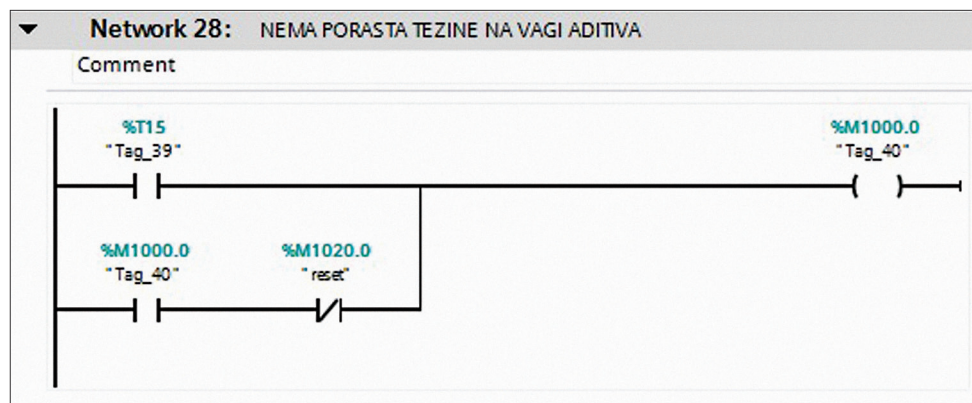 Network 28: NEMA PORASTA TEZINE NA VAGI ADITIVA
Comment
%T15
"Tag_39"
%M1000.0
"Tag_40"
%M1000.0
"Tag_40"
%M1020.0
"reset"